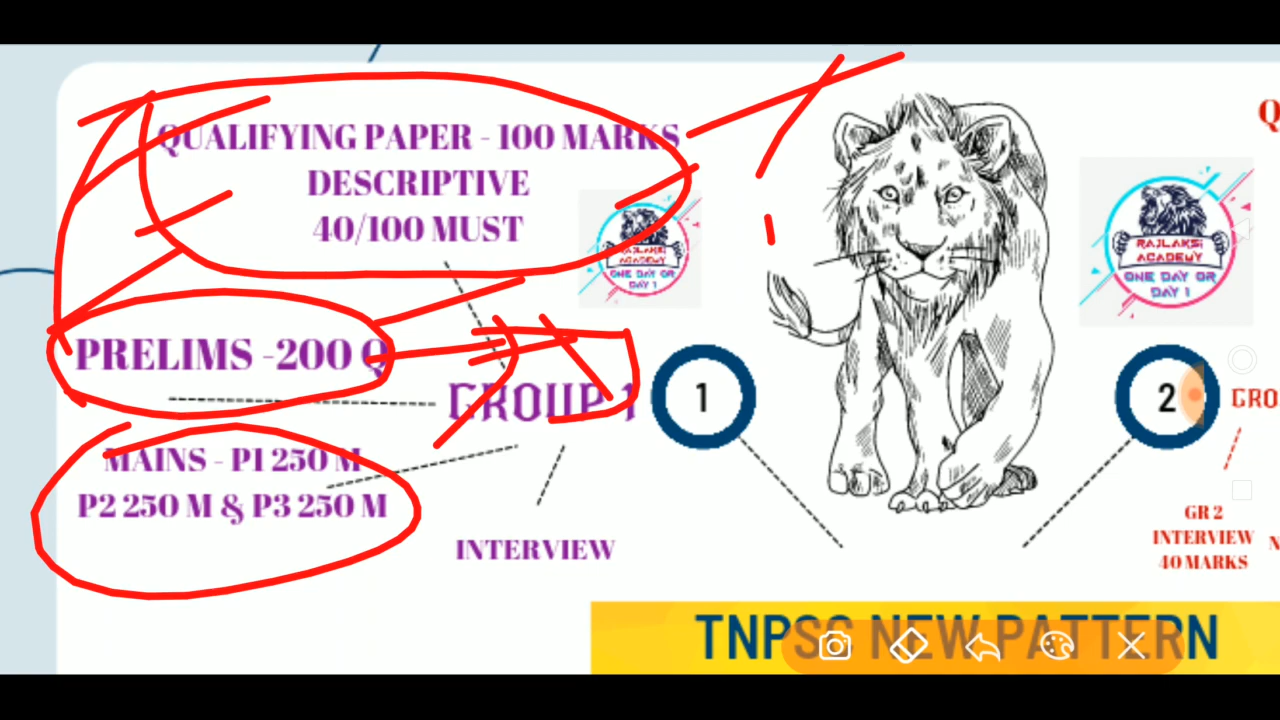 QUALIFYING PAPER - 100 MARKS
DESCRIPTIVE
40/100 MUST
RAJLAKSI
ACADEMY
ONE DAY OR
DAY 1
PRELIMS -200 Q
GROUP 1
MAINS - P1 250 M
P2 250 M & P3 250 M
INTERVIEW
1
RAJLAKSI
ACADEMY
ONE DAY OR
DAY 1
Q
2
GRO
GR 2
INTERVIEW
40 MARKS
N
TNPSC NEW PATTERN